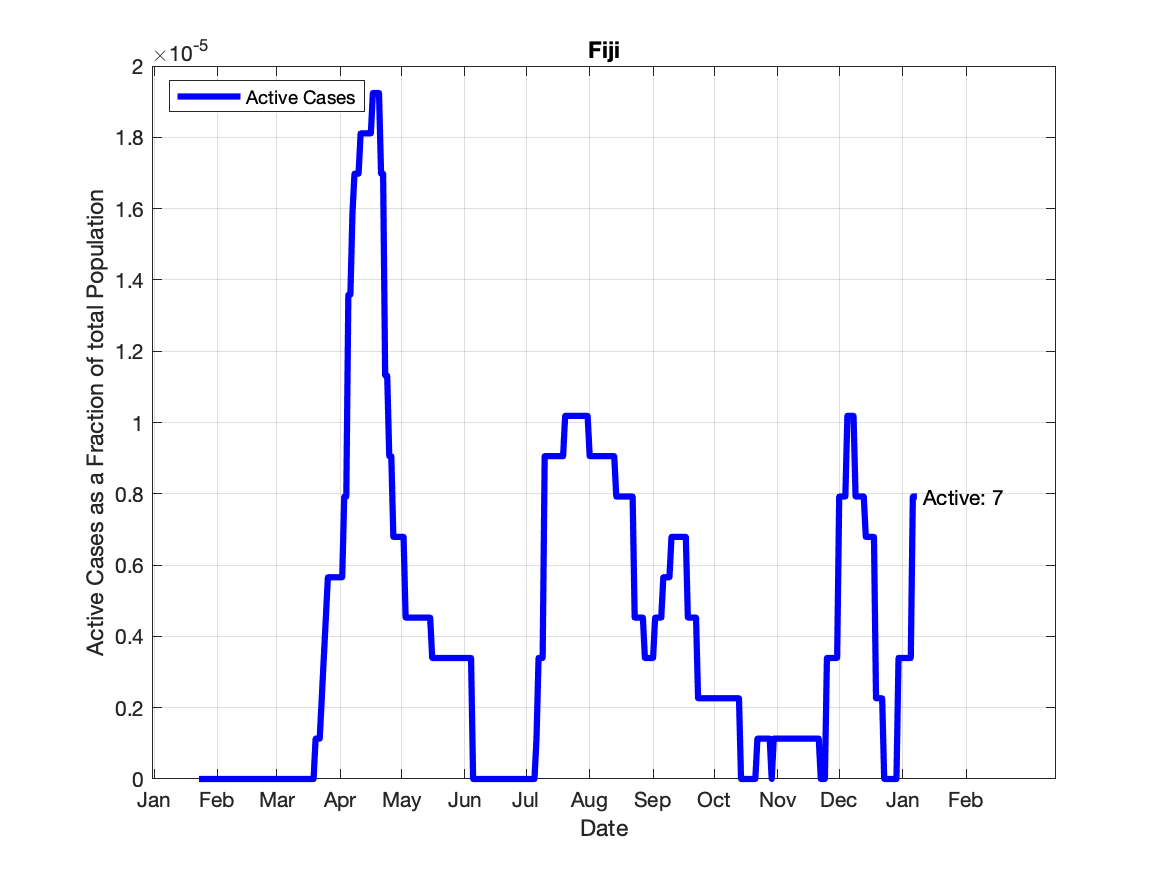 Fiji
×10-5
Active Cases
2
1.8
1.6
1.4
1.2
1
0.8
0.6
0.4
0.2
0
Active Cases as a Fraction of total Population
Active: 7
Jan Feb Mar Apr May Jun Jul Aug Sep Oct Nov Dec Jan Feb
Date